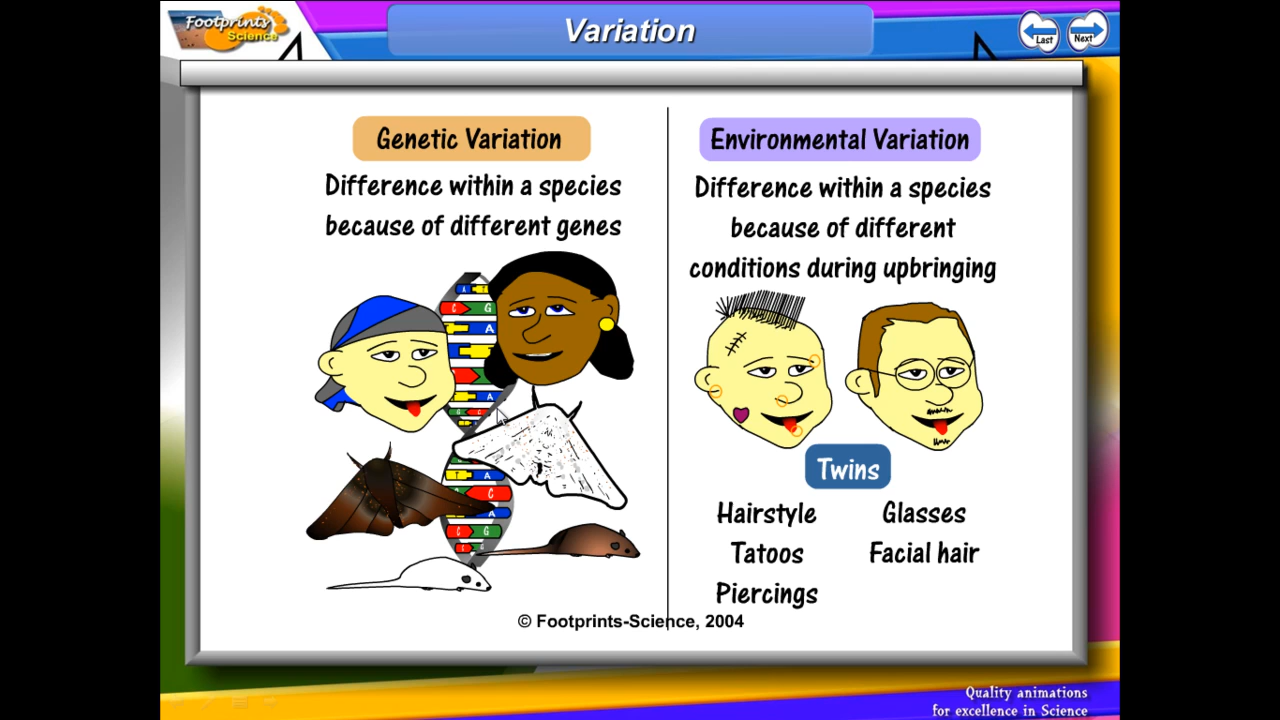 Footprints
Science
Variation
Last
Next
Genetic Variation
Difference within a species
because of different genes
Environmental Variation
Difference within a species
because of different
conditions during upbringing
Twins
Hairstyle
Tatoos
Piercings
Glasses
Facial hair
© Footprints-Science, 2004
Quality animations
for excellence in Science